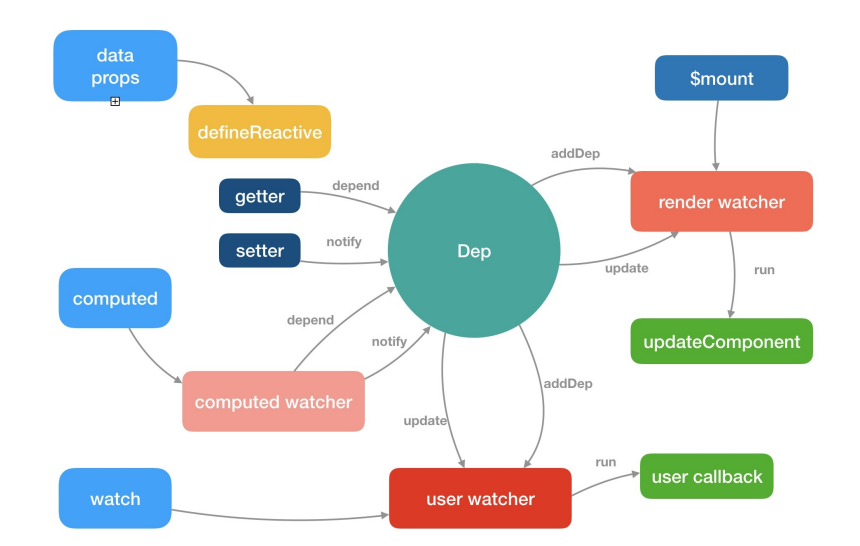 data
props
$mount
defineReactive
addDep
getter
depend
render watcher
setter
notify
Dep
update
run
computed
depend
notify
updateComponent
computed watcher
addDep
update
run
user callback
watch
user watcher